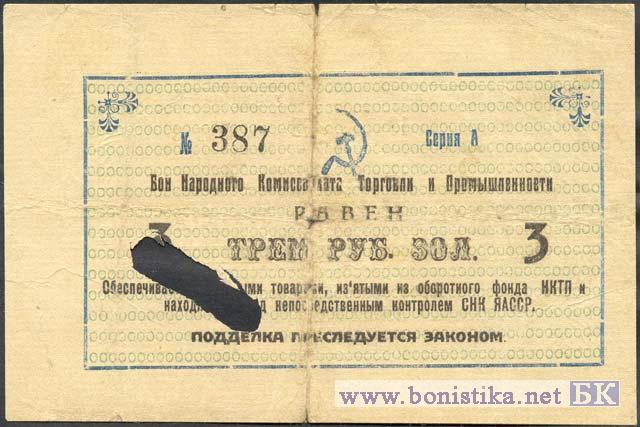 № 387 Серия А
Бон Народного Комиссариата Торговли и Промышленности
РАВЕН
3 ТРЕМ РУБ. ЗОЛ. 3
из'ятыми из оборотного фонда НКТП и
непосредственным контролем СНК ЯАССР.
ПОДДЕЛКА ПРЕСЛЕДУЕТСЯ ЗАКОНОМ
www.bonistika.net БК